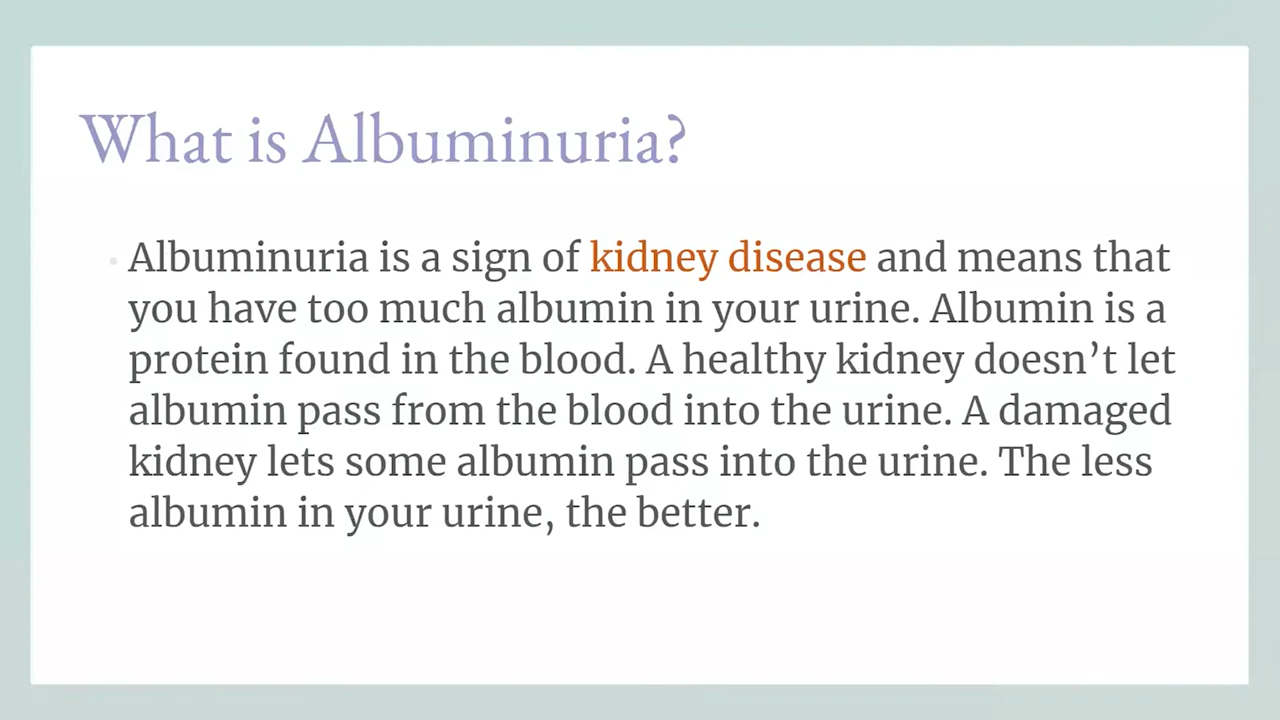 What is Albuminuria?
Albuminuria is a sign of kidney disease and means that
you have too much albumin in your urine. Albumin is a
protein found in the blood. A healthy kidney doesn’t let
albumin pass from the blood into the urine. A damaged
kidney lets some albumin pass into the urine. The less
albumin in your urine, the better.